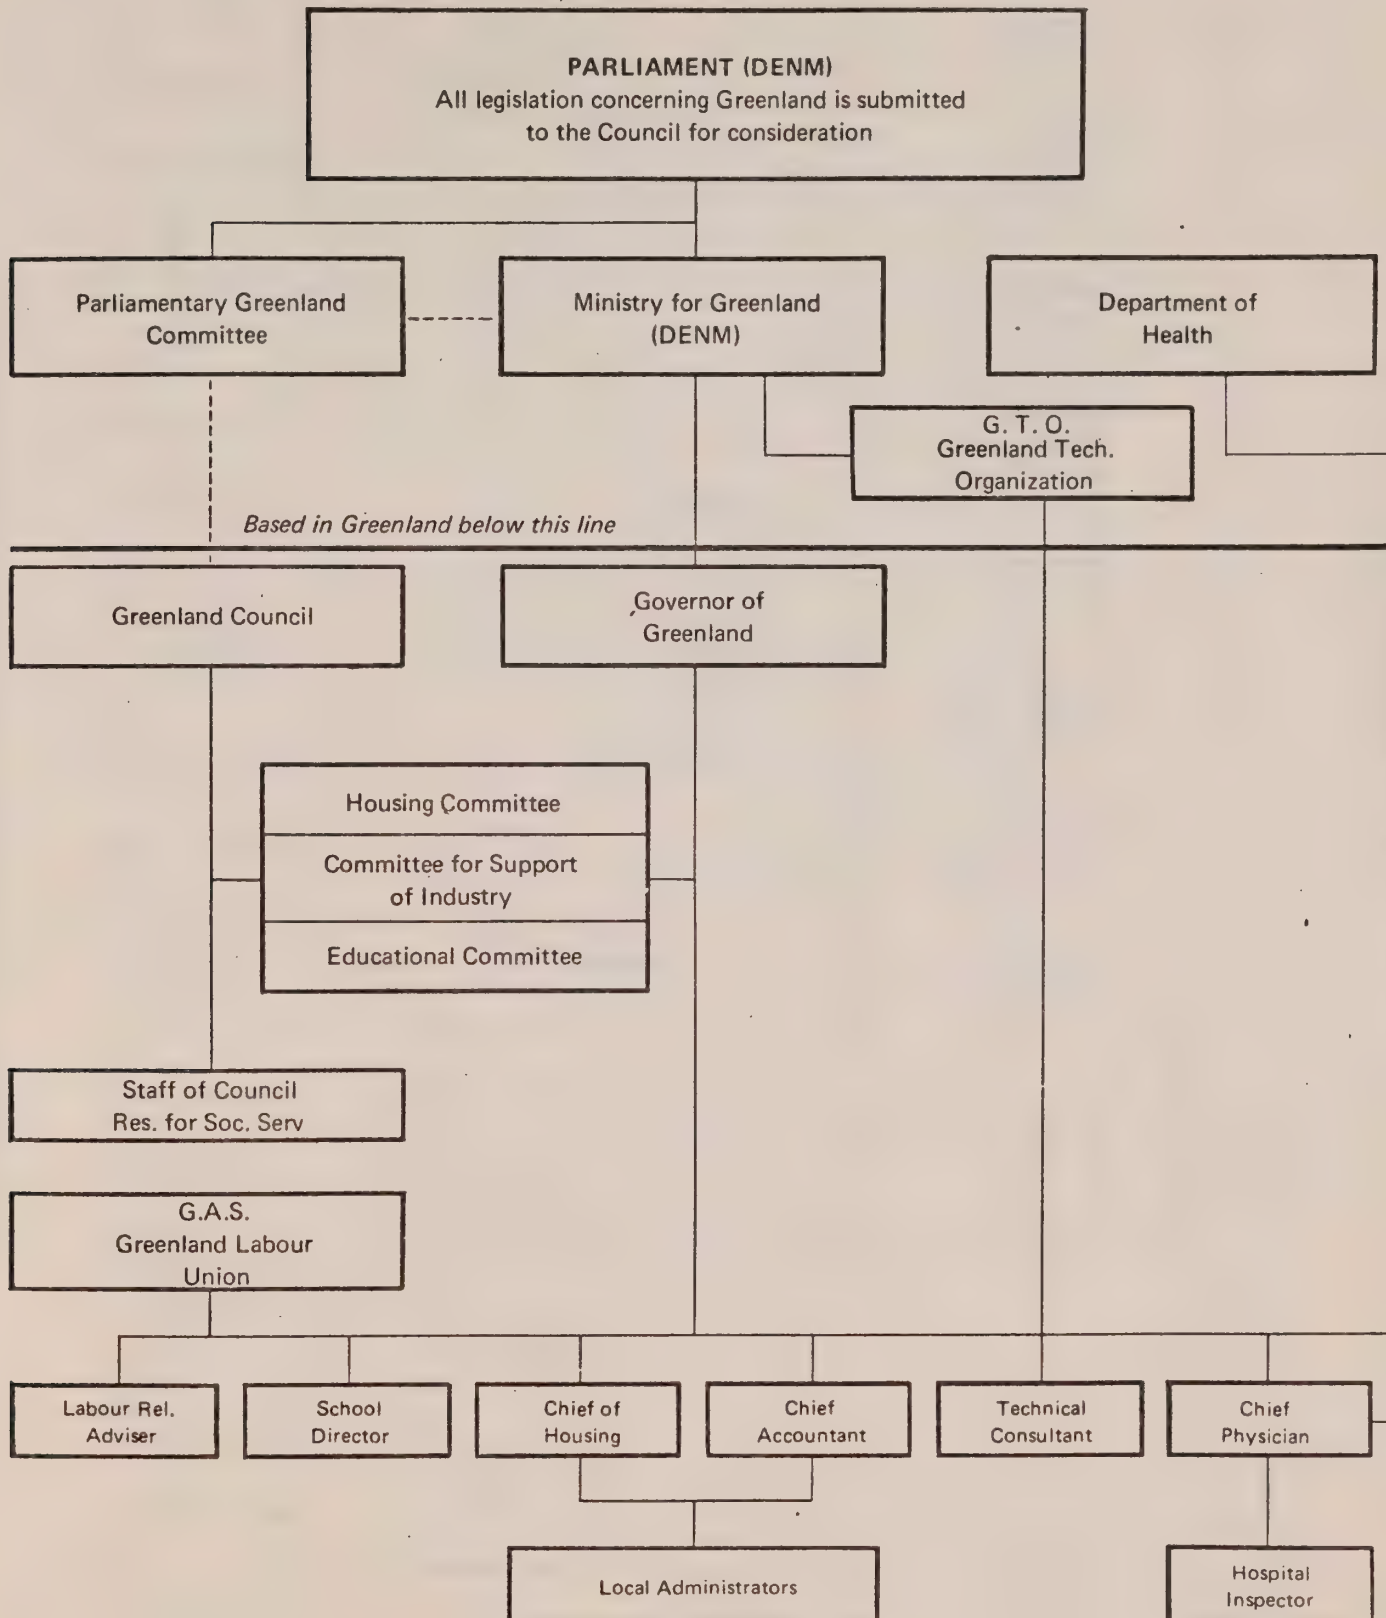 PARLIAMENT (DENM)
All legislation concerning Greenland is submitted
to the Council for consideration
Parliamentary Greenland
Committee
Ministry for Greenland
(DENM)
Department of
Health
G. T. O.
Greenland Tech.
Organization
Based in Greenland below this line
Greenland Council
Governor of
Greenland
Housing Committee
Committee for Support
of Industry
Educational Committee
Staff of Council
Res. for Soc. Serv
G.A.S.
Greenland Labour
Union
Labour Rel.
Adviser
School
Director
Chief of
Housing
Chief
Accountant
Technical
Consultant
Chief
Physician
Local Administrators
Hospital
Inspector